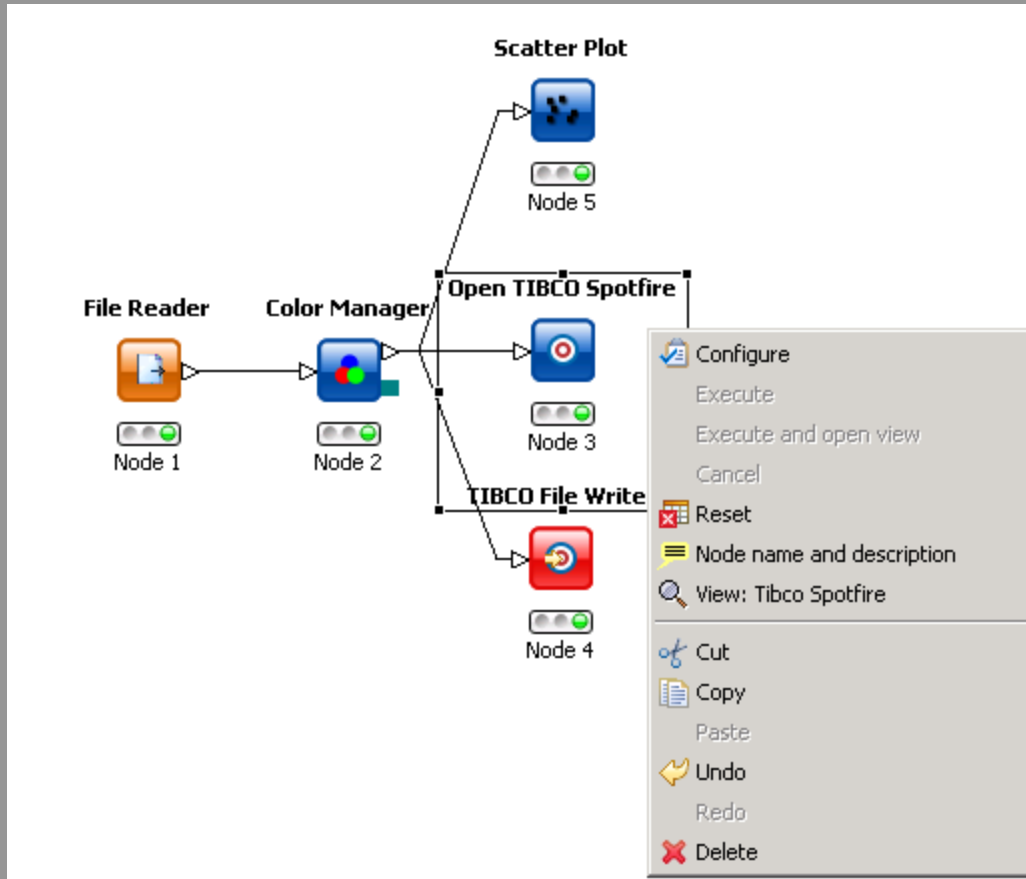 Scatter Plot
Node 5
File Reader
Node 1
Color Manager
Node 2
Open TIBCO Spotfire
Node 3
TIBCO File Write
Node 4
Configure
Execute
Execute and open view
Cancel
Reset
Node name and description
View: Tibco Spotfire
Cut
Copy
Paste
Undo
Redo
Delete